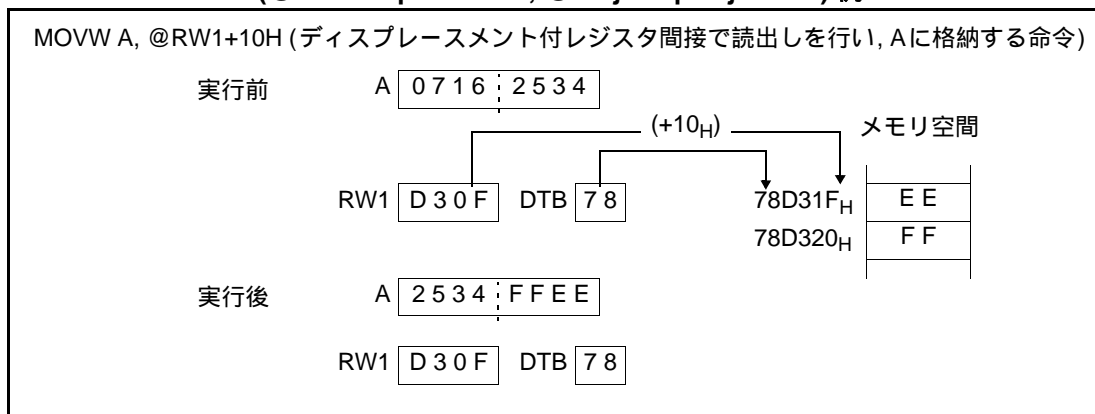 MOVW A, @RW1+10H (ディスプレースメント付レジスタ間接で読出しを行い, Aに格納する命令)
実行前 A 0716 2534
(+10H) メモリ空間
RW1 D30F DTB 78 78D31FH EE
78D320H FF
実行後 A 2534 FFEE
RW1 D30F DTB 78